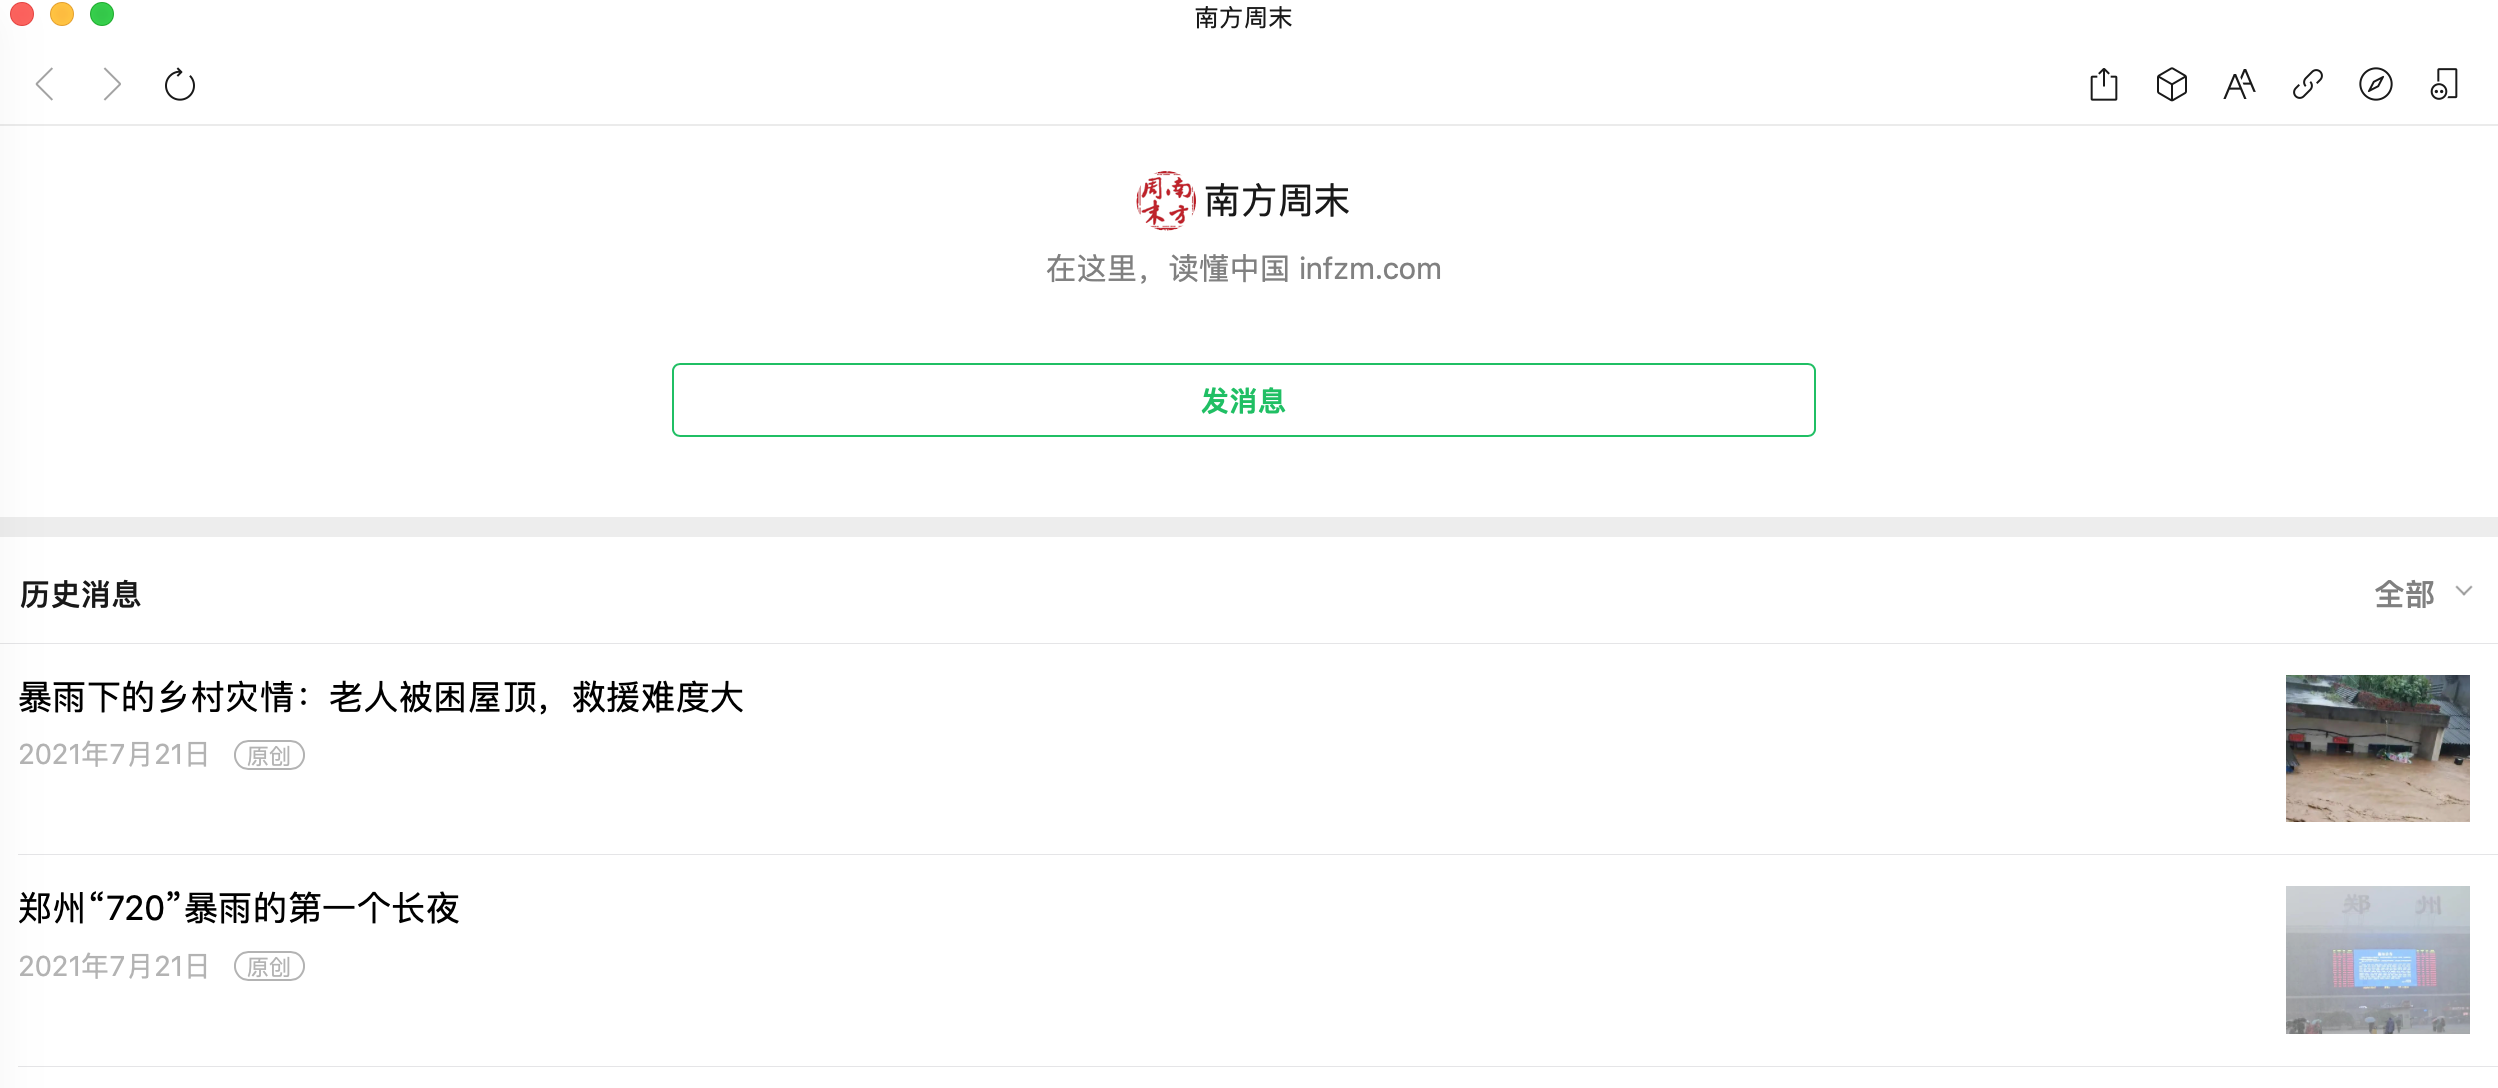 南方周末
南方周末
南方周末
在这里，读懂中国 infzm.com
发消息
历史消息
全部
暴雨下的乡村灾情：老人被困屋顶，救援难度大
2021年7月21日 原创
郑州“720”暴雨的第一个长夜
2021年7月21日 原创
郑 州